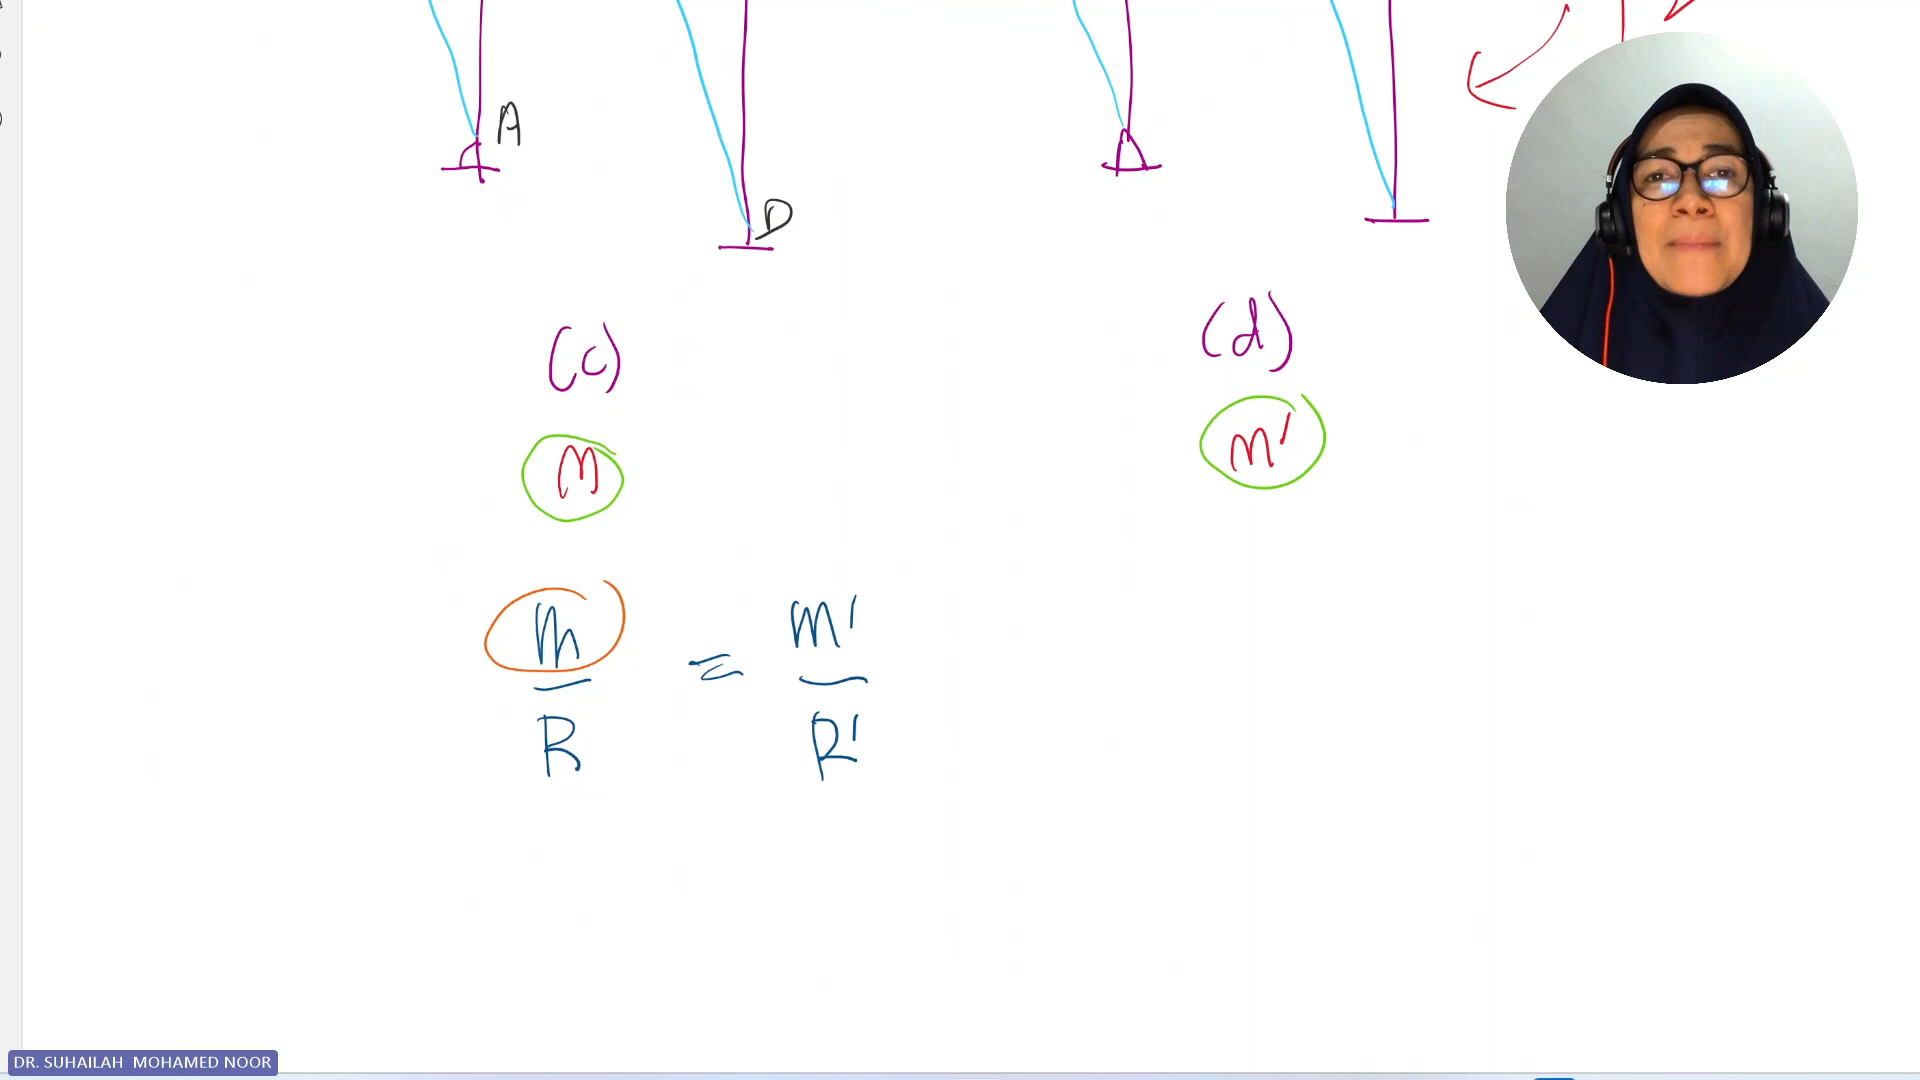 A
D
(c)
(d)
M
M'
M = M'
R R'
DR. SUHAILAH MOHAMED NOOR